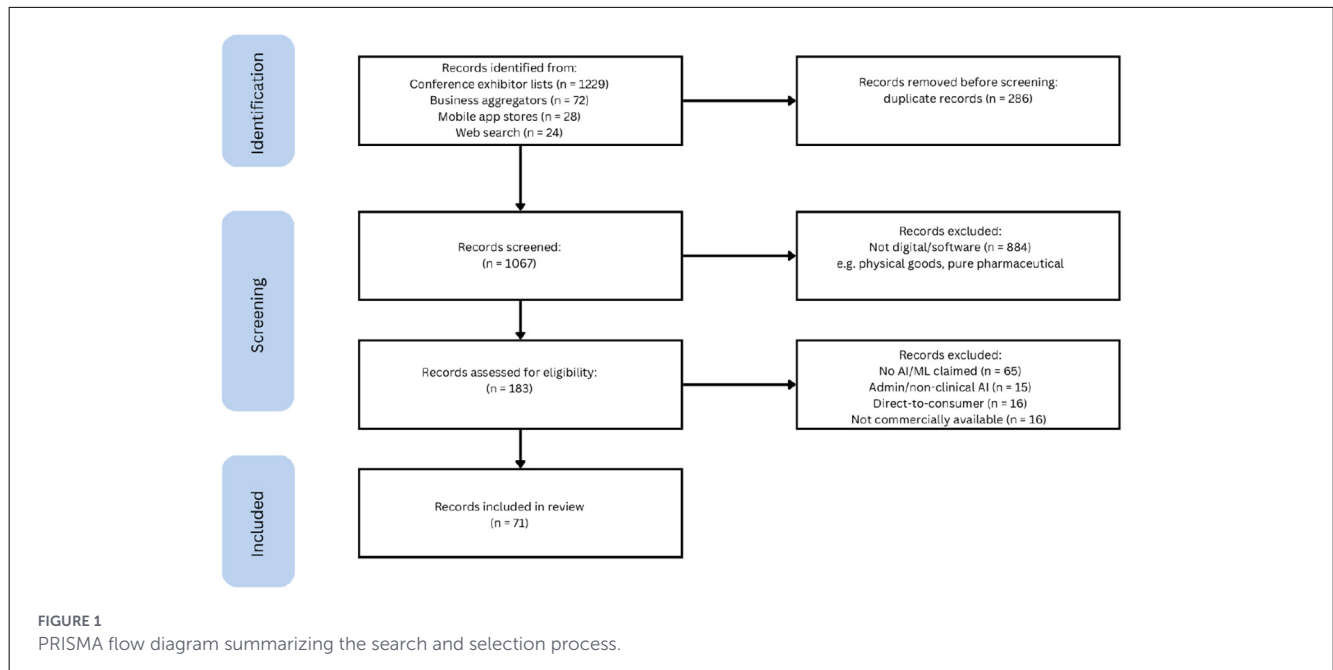 Identification
Records identified from:
Conference exhibitor lists (n = 1229)
Business aggregators (n = 72)
Mobile app stores (n = 28)
Web search (n = 24)
Records removed before screening:
duplicate records (n = 286)
Screening
Records screened:
(n = 1067)
Records excluded:
Not digital/software (n = 884)
e.g. physical goods, pure pharmaceutical
Records assessed for eligibility:
(n = 183)
Records excluded:
No AI/ML claimed (n = 65)
Admin/non-clinical AI (n = 15)
Direct-to-consumer (n = 16)
Not commercially available (n = 16)
Included
Records included in review
(n = 71)
FIGURE 1
PRISMA flow diagram summarizing the search and selection process.